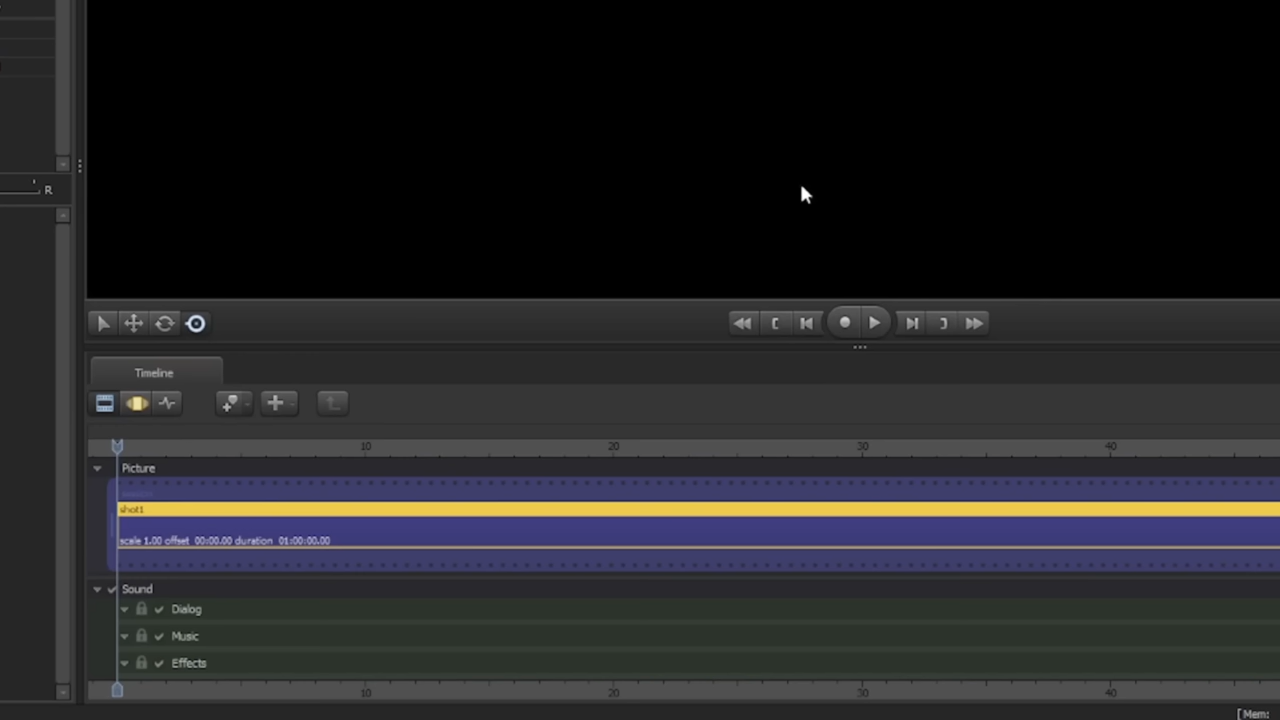 R
Timeline
10 20 30 40
Picture
shot1
scale 1.00 offset 00:00.00 duration 01:00:00.00
Sound
Dialog
Music
Effects
10 20 30 40
[Mem: